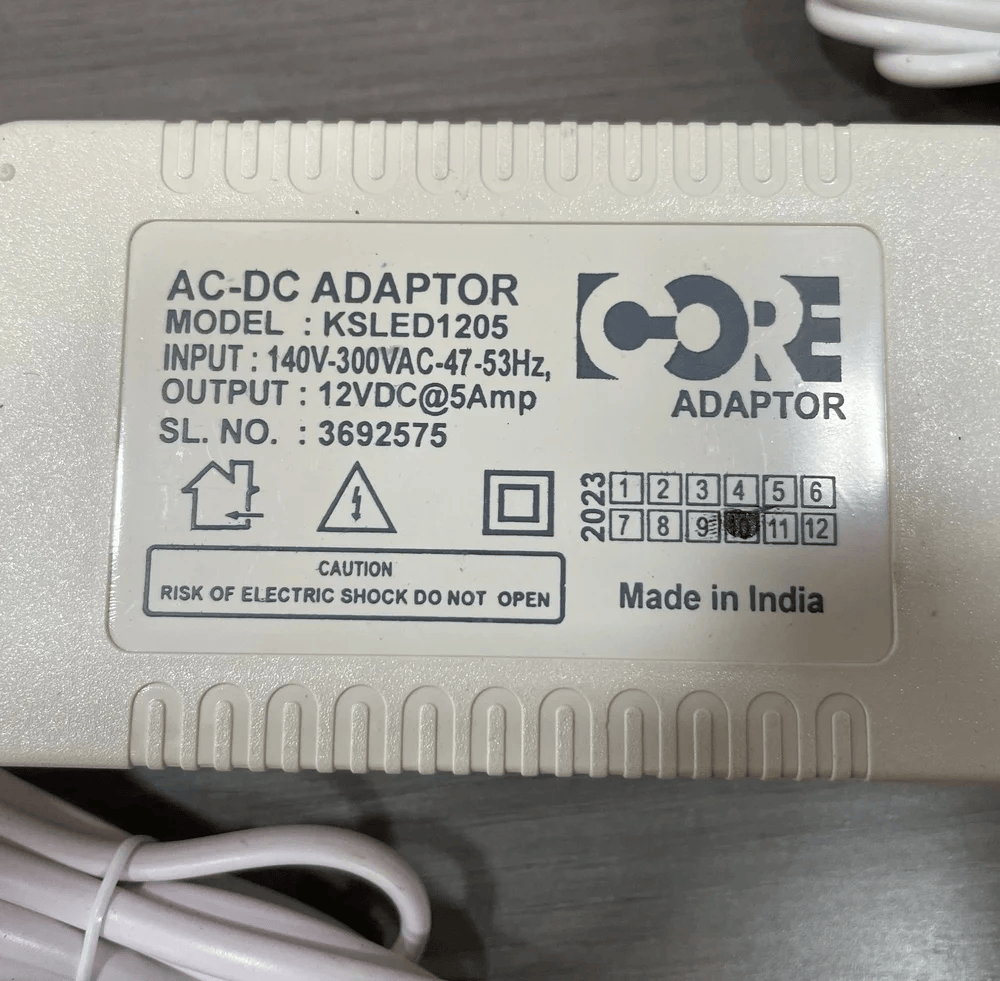 AC-DC ADAPTOR
MODEL : KSLED1205
INPUT : 140V-300VAC-47-53Hz,
OUTPUT : 12VDC@5Amp
SL. NO. : 3692575
CORE
ADAPTOR
2023
1 2 3 4 5 6
7 8 9 10 11 12
CAUTION
RISK OF ELECTRIC SHOCK DO NOT OPEN
Made in India